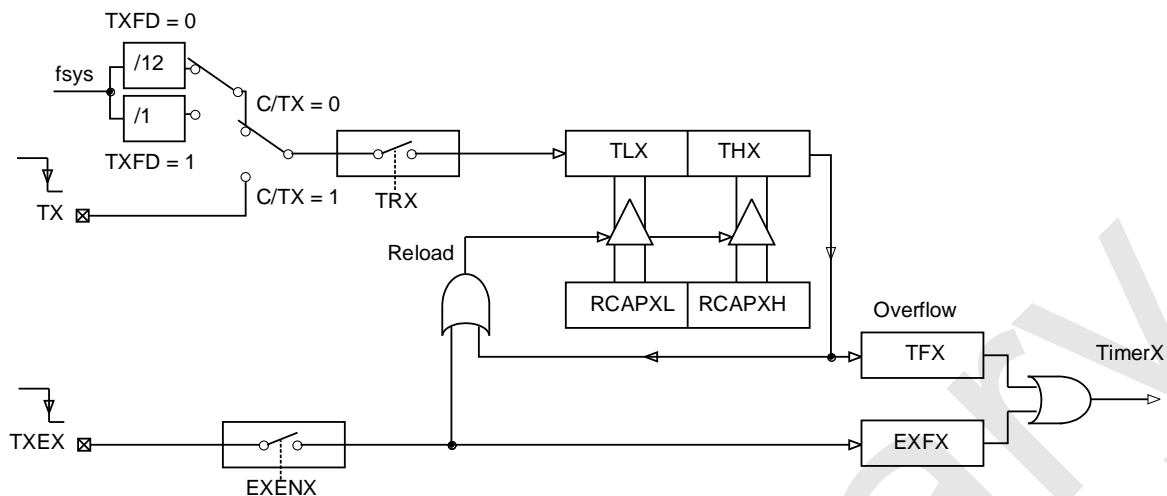 TXFD = 0
/12
fsys
C/TX = 0
/1
TXFD = 1
TX
C/TX = 1
TRX
TLX THX
Reload
RCAPXL RCAPXH
Overflow
TFX
TimerX
TXEX
EXENX
EXFX